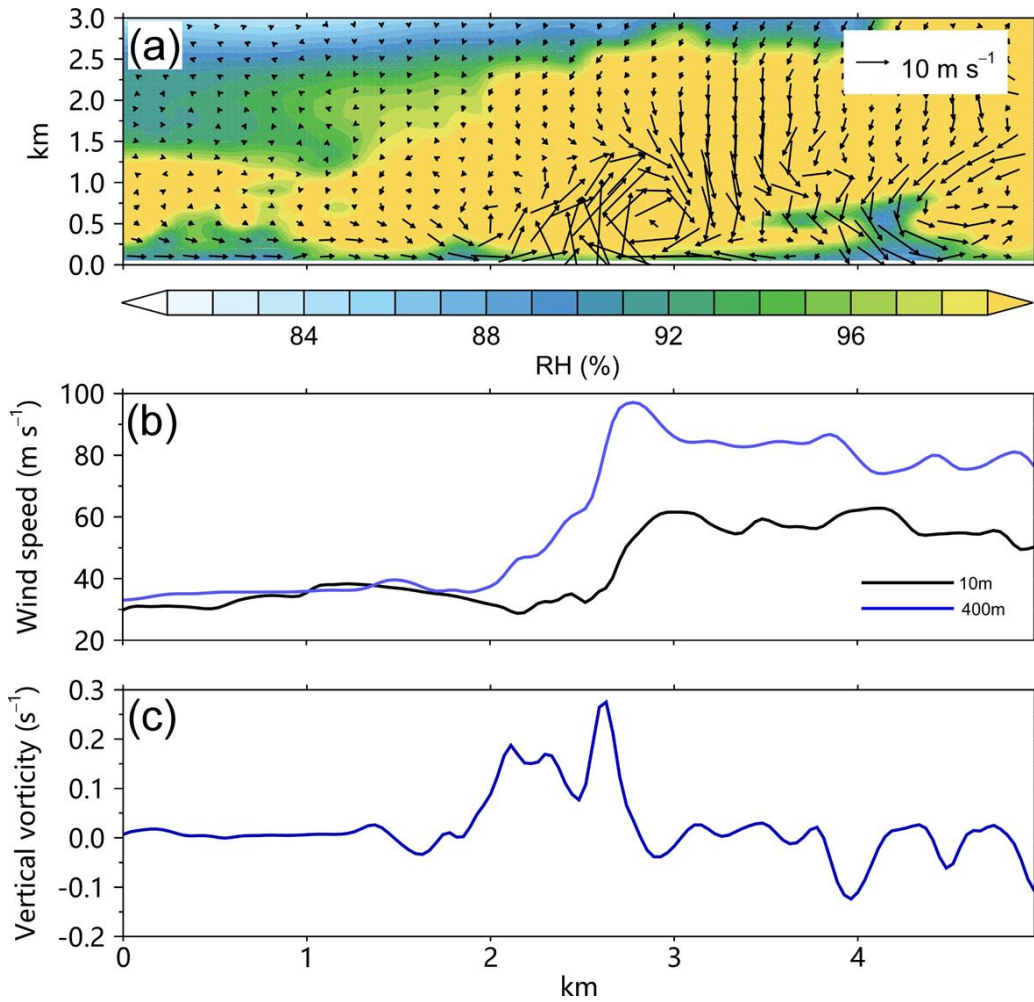 (a)
10 m s⁻¹
3.0
2.5
2.0
1.5
1.0
0.5
0.0
km
84 88 92 96
RH (%)
(b)
100
80
60
40
20
Wind speed (m s⁻¹)
10m
400m
(c)
0.3
0.2
0.1
0.0
-0.1
-0.2
Vertical vorticity (s⁻¹)
0 1 2 3 4
km